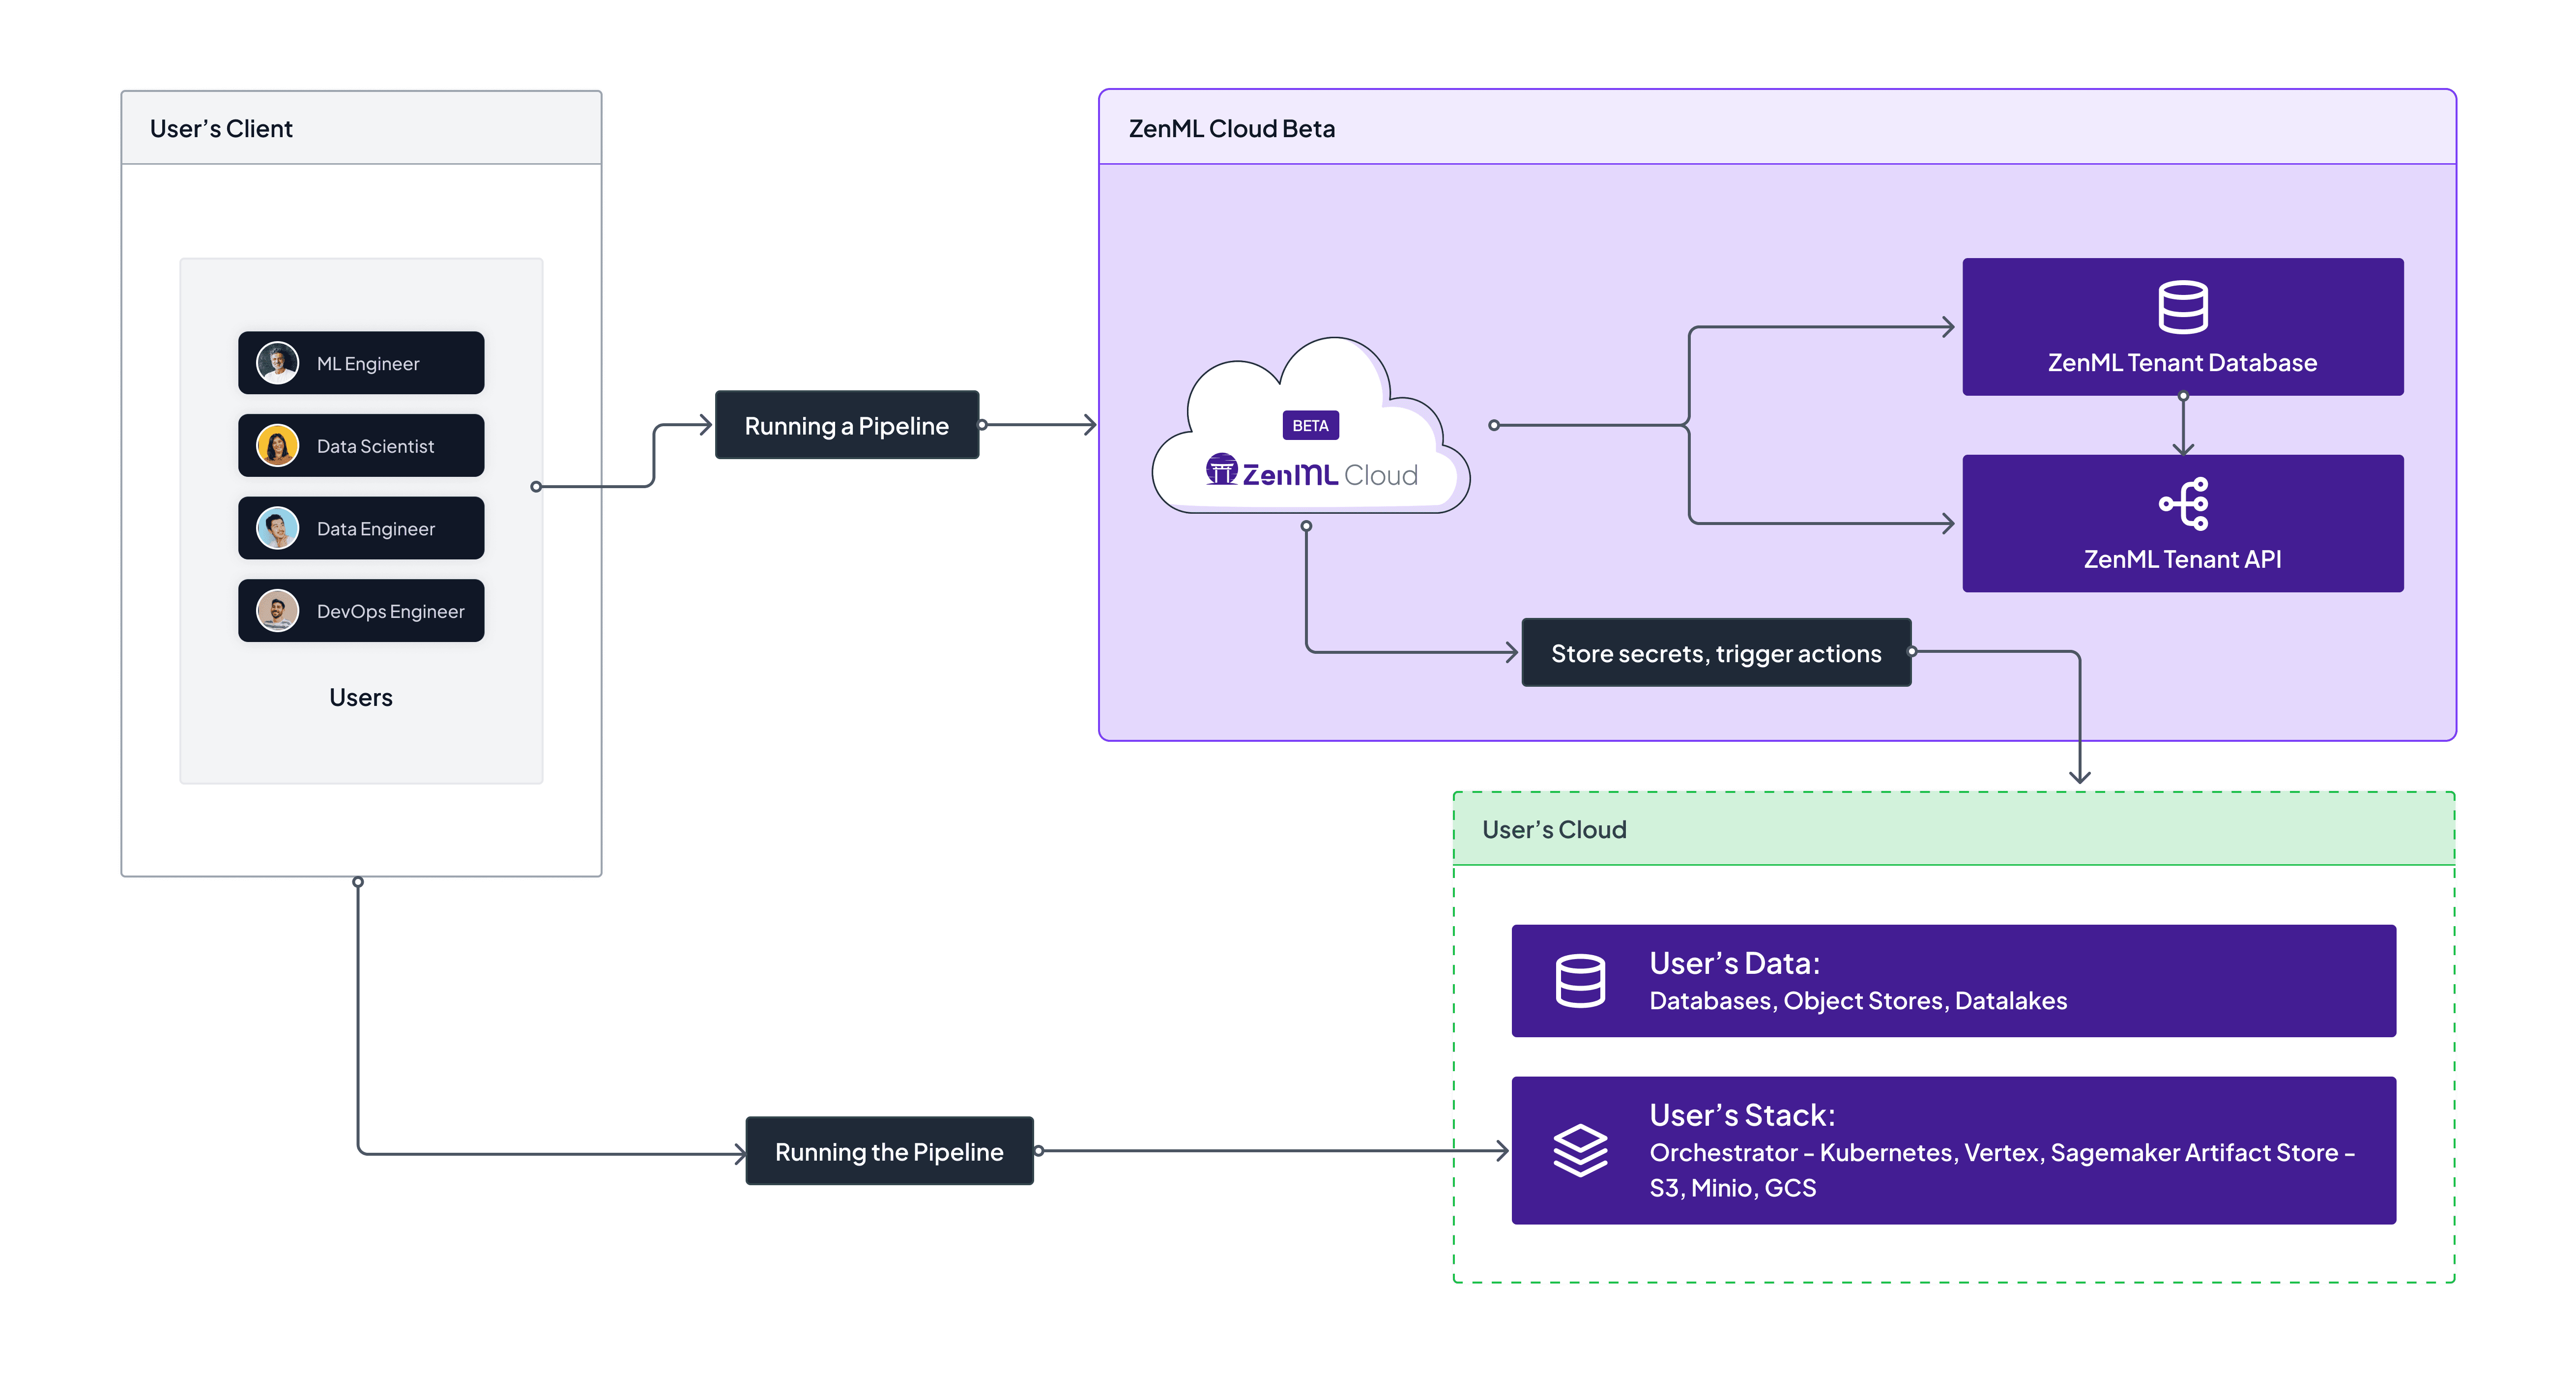 User’s Client
ML Engineer
Data Scientist
Data Engineer
DevOps Engineer
Users
Running a Pipeline
ZenML Cloud Beta
BETA
ZenML Cloud
ZenML Tenant Database
ZenML Tenant API
Store secrets, trigger actions
User’s Cloud
User’s Data:
Databases, Object Stores, Datalakes
User’s Stack:
Orchestrator – Kubernetes, Vertex, Sagemaker Artifact Store –
S3, Minio, GCS
Running the Pipeline